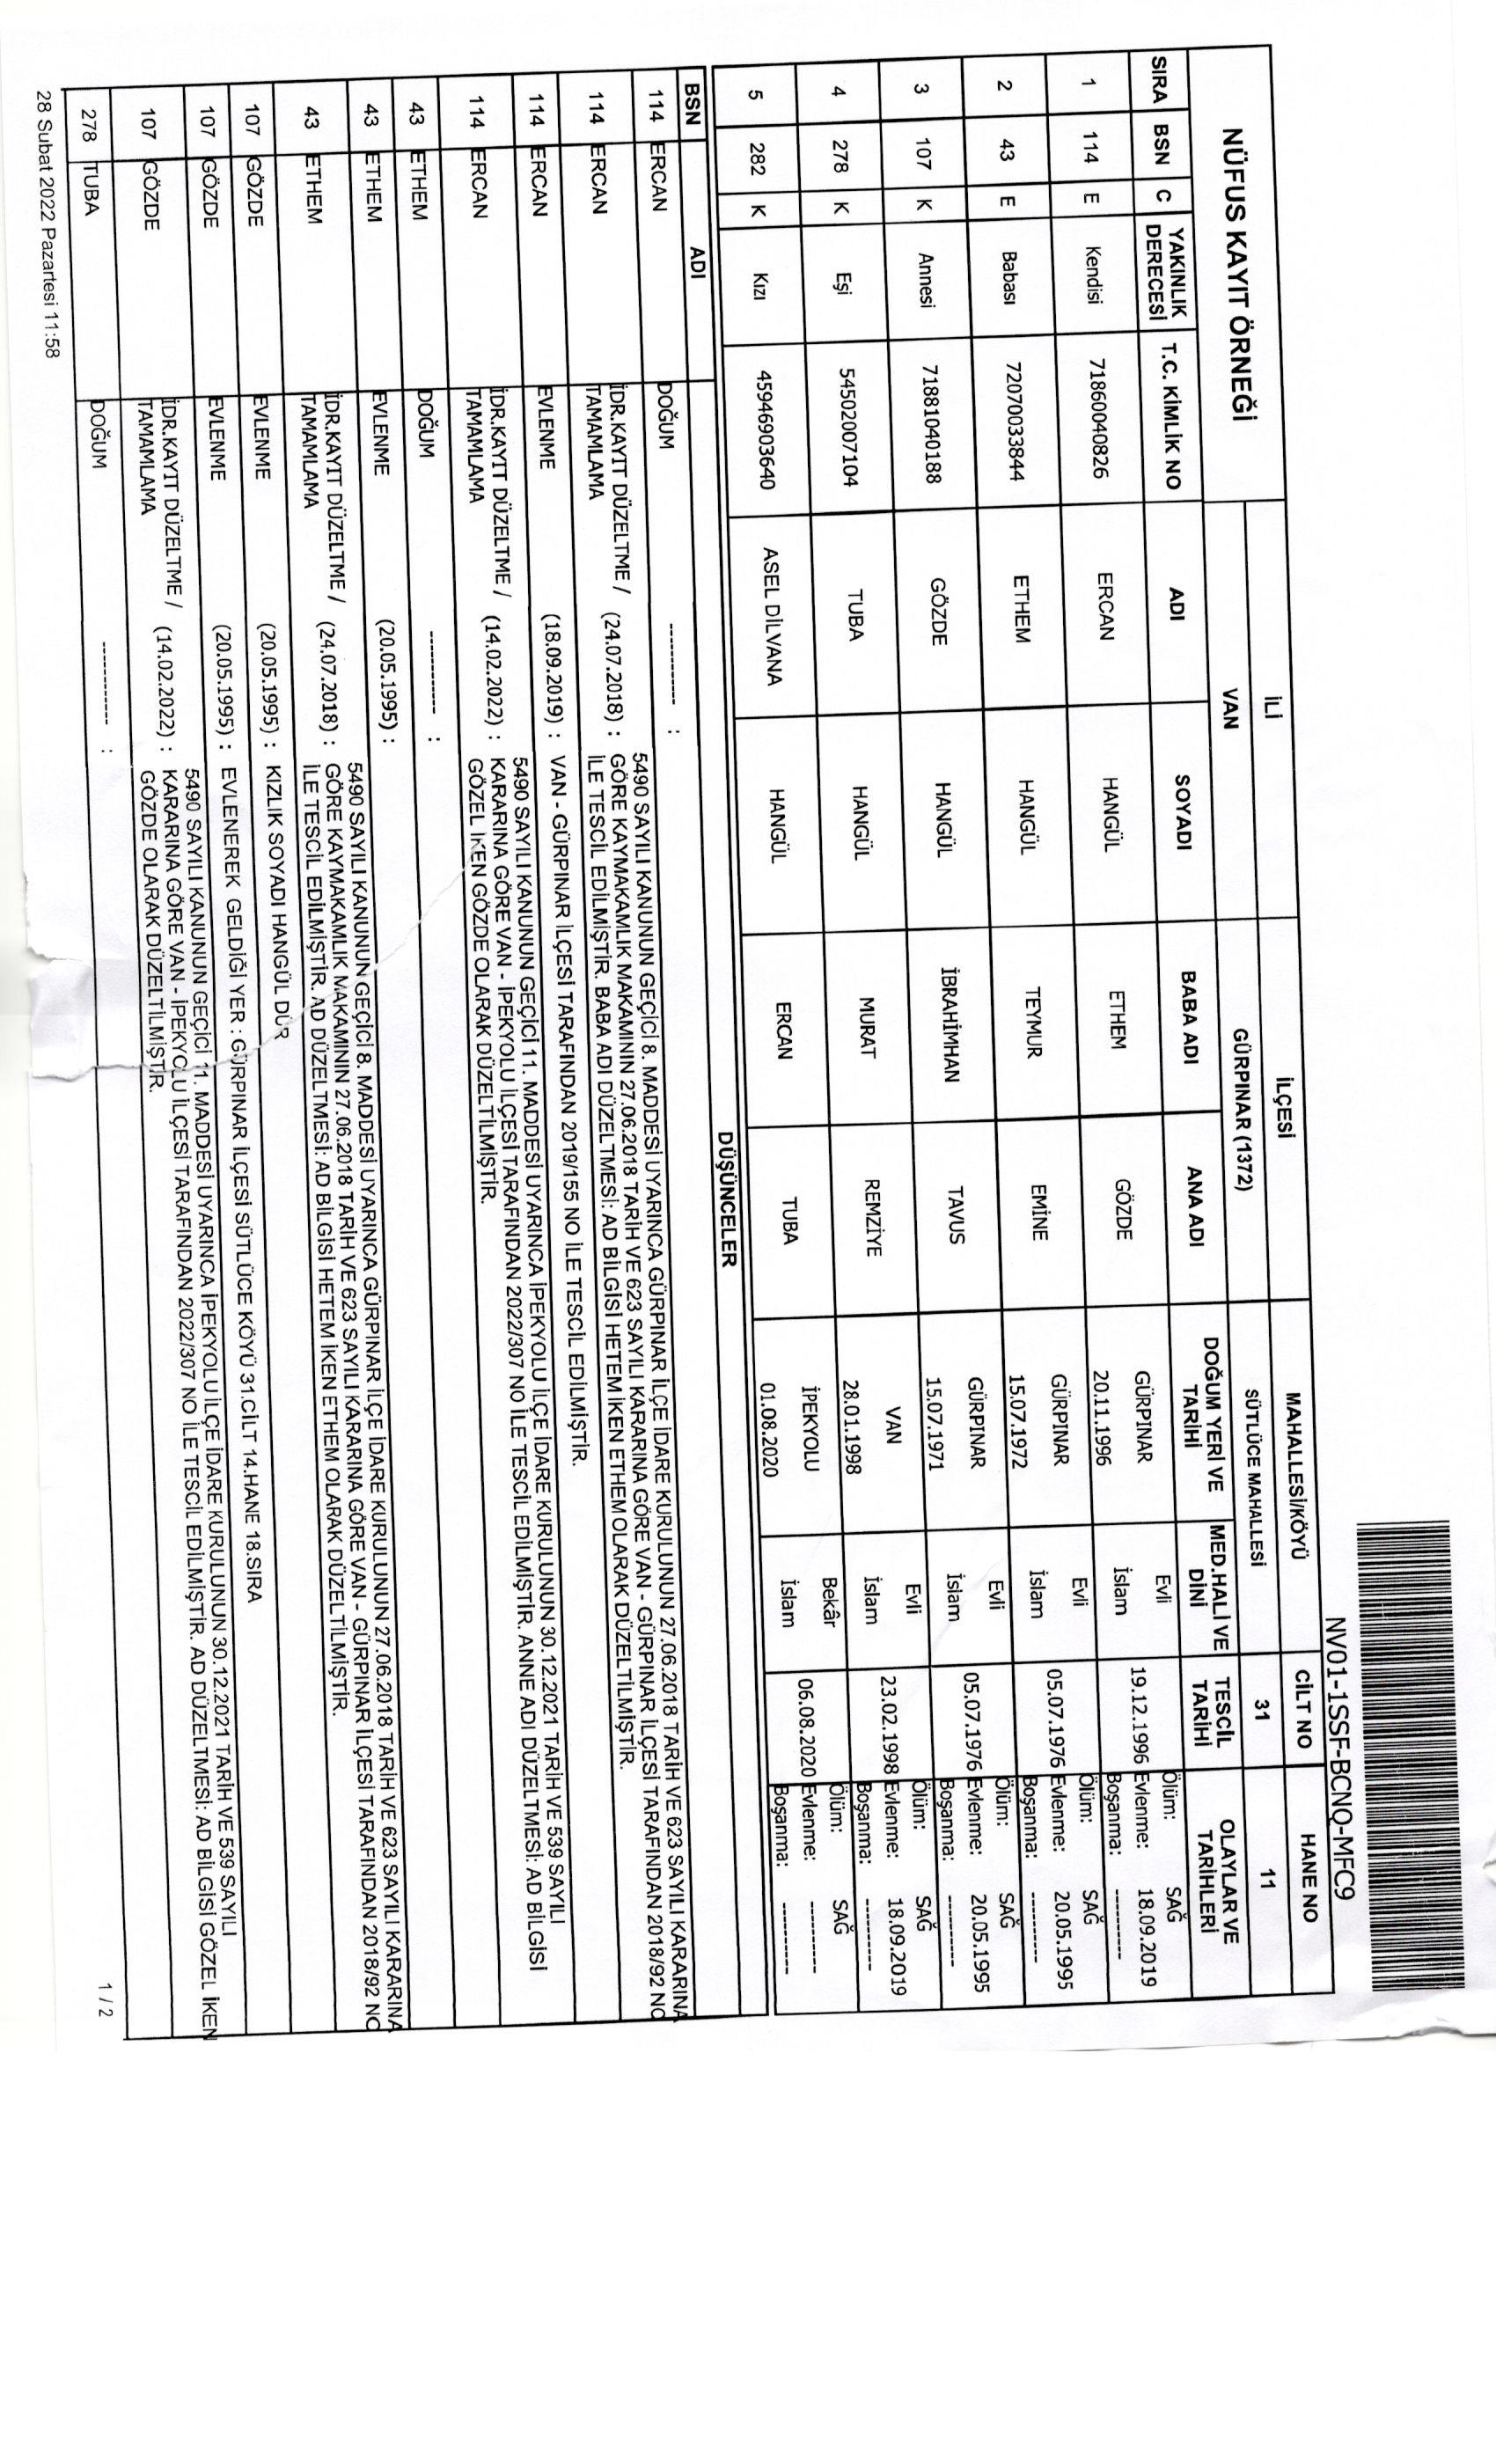 NV01-1SSF-BCNQ-MFC9
NÜFUS KAYIT ÖRNEĞİ İLİ İLÇESİ MAHALLESİ/KÖYÜ CİLT NO HANE NO
VAN GÜRPINAR (1372) SÜTLÜCE MAHALLESİ 31 11
SIRA BSN C YAKINLIK DERECESİ T.C. KİMLİK NO ADI SOYADI BABA ADI ANA ADI DOĞUM YERİ VE TARİHİ MED.HALİ VE DİNİ TESCİL TARİHİ OLAYLAR VE TARİHLERİ
1 114 E Kendisi 71860040826 ERCAN HANGÜL ETHEM GÖZDE GÜRPINAR 20.11.1996 Evli İslam 19.12.1996 Ölüm: SAĞ Evlenme: 18.09.2019 Boşanma: ----------
2 43 E Babası 72070033844 ETHEM HANGÜL TEYMUR EMİNE GÜRPINAR 15.07.1972 Evli İslam 05.07.1976 Ölüm: SAĞ Evlenme: 20.05.1995 Boşanma: ----------
3 107 K Annesi 71881040188 GÖZDE HANGÜL İBRAHİMHAN TAVUS GÜRPINAR 15.07.1971 Evli İslam 05.07.1976 Ölüm: SAĞ Evlenme: 20.05.1995 Boşanma: ----------
4 278 K Eşi 54502007104 TUBA HANGÜL MURAT REMZİYE VAN 28.01.1998 Evli İslam 23.02.1998 Ölüm: SAĞ Evlenme: 18.09.2019 Boşanma: ----------
5 282 K Kızı 45946903640 ASEL DİLVANA HANGÜL ERCAN TUBA İPEKYOLU 01.08.2020 Bekâr İslam 06.08.2020 Ölüm: SAĞ Evlenme: ---------- Boşanma: ----------
DÜŞÜNCELER
BSN ADI
114 ERCAN DOĞUM ----------- :
114 ERCAN İDR.KAYIT DÜZELTME / TAMAMLAMA (24.07.2018) : 5490 SAYILI KANUNUN GEÇİCİ 8. MADDESİ UYARINCA GÜRPINAR İLÇE İDARE KURULUNUN 27.06.2018 TARİH VE 623 SAYILI KARARINA
GÖRE KAYMAKAMLIK MAKAMININ 27.06.2018 TARİH VE 623 SAYILI KARARINA GÖRE VAN - GÜRPINAR İLÇESİ TARAFINDAN 2018/92 NO
İLE TESCİL EDİLMİŞTİR. BABA ADI DÜZELTMESİ: AD BİLGİSİ HETEM İKEN ETHEM OLARAK DÜZELTİLMİŞTİR.
114 ERCAN EVLENME (18.09.2019) : VAN - GÜRPINAR İLÇESİ TARAFINDAN 2019/155 NO İLE TESCİL EDİLMİŞTİR.
114 ERCAN İDR.KAYIT DÜZELTME / TAMAMLAMA (14.02.2022) : 5490 SAYILI KANUNUN GEÇİCİ 11. MADDESİ UYARINCA İPEKYOLU İLÇE İDARE KURULUNUN 30.12.2021 TARİH VE 539 SAYILI
KARARINA GÖRE VAN - İPEKYOLU İLÇESİ TARAFINDAN 2022/307 NO İLE TESCİL EDİLMİŞTİR. ANNE ADI DÜZELTMESİ: AD BİLGİSİ
GÖZEL İKEN GÖZDE OLARAK DÜZELTİLMİŞTİR.
43 ETHEM DOĞUM ----------- :
43 ETHEM EVLENME (20.05.1995) :
43 ETHEM İDR.KAYIT DÜZELTME / TAMAMLAMA (24.07.2018) : 5490 SAYILI KANUNUN GEÇİCİ 8. MADDESİ UYARINCA GÜRPINAR İLÇE İDARE KURULUNUN 27.06.2018 TARİH VE 623 SAYILI KARARINA
GÖRE KAYMAKAMLIK MAKAMININ 27.06.2018 TARİH VE 623 SAYILI KARARINA GÖRE VAN - GÜRPINAR İLÇESİ TARAFINDAN 2018/92 NO
İLE TESCİL EDİLMİŞTİR. AD DÜZELTMESİ: AD BİLGİSİ HETEM İKEN ETHEM OLARAK DÜZELTİLMİŞTİR.
107 GÖZDE EVLENME (20.05.1995) : KIZLIK SOYADI HANGÜL DÜR
107 GÖZDE EVLENME (20.05.1995) : EVLENEREK GELDİĞİ YER : GÜRPINAR İLÇESİ SÜTLÜCE KÖYÜ 31.CİLT 14.HANE 18.SIRA
107 GÖZDE İDR.KAYIT DÜZELTME / TAMAMLAMA (14.02.2022) : 5490 SAYILI KANUNUN GEÇİCİ 11. MADDESİ UYARINCA İPEKYOLU İLÇE İDARE KURULUNUN 30.12.2021 TARİH VE 539 SAYILI
KARARINA GÖRE VAN - İPEKYOLU İLÇESİ TARAFINDAN 2022/307 NO İLE TESCİL EDİLMİŞTİR. AD DÜZELTMESİ: AD BİLGİSİ GÖZEL İKEN
GÖZDE OLARAK DÜZELTİLMİŞTİR.
278 TUBA DOĞUM ----------- :
28 Subat 2022 Pazartesi 11:58 1 / 2